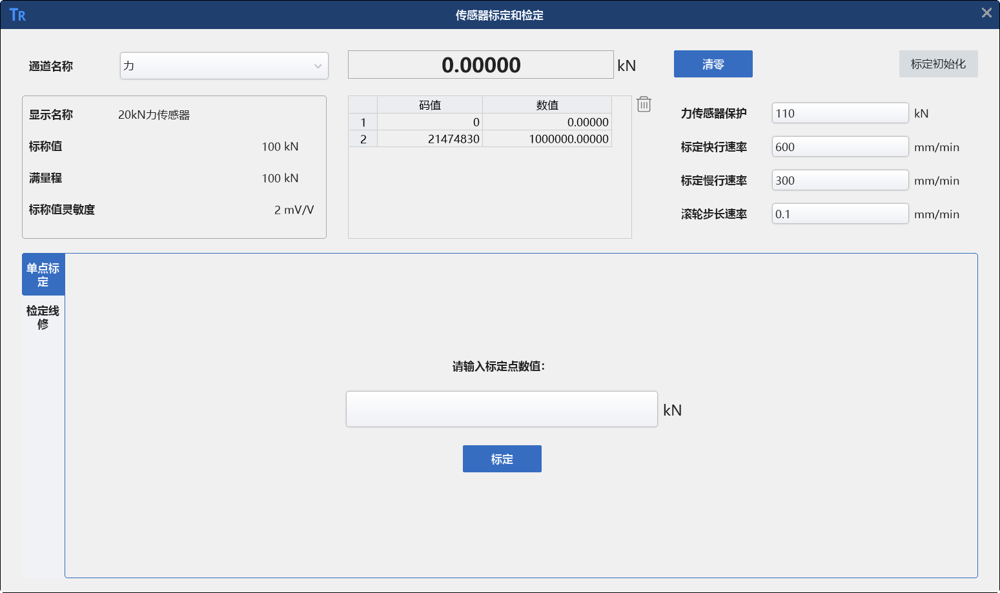 TR
传感器标定和检定
通道名称
力
0.00000
kN
清零
标定初始化
显示名称
20kN力传感器
标称值
100 kN
满量程
100 kN
标称值灵敏度
2 mV/V
码值
数值
1
0
0.00000
2
21474830
1000000.00000
力传感器保护
110
kN
标定快行速率
600
mm/min
标定慢行速率
300
mm/min
滚轮步长速率
0.1
mm/min
单点标
定
检定线
修
请输入标定点数值：
kN
标定